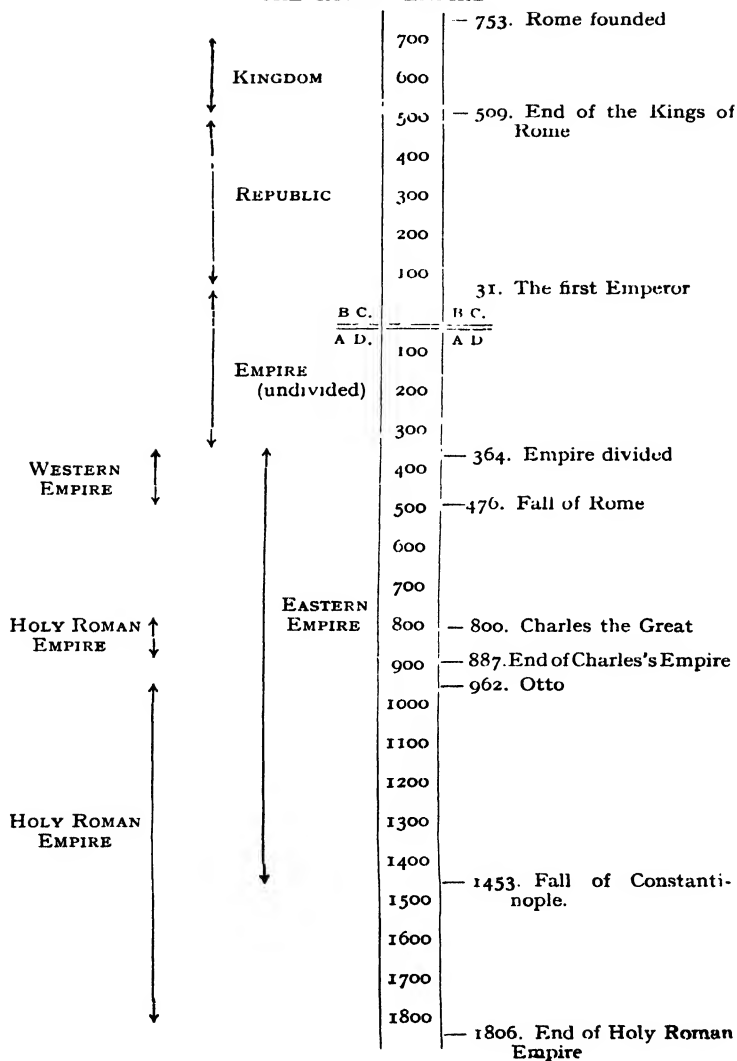 753. Rome founded
700
KINGDOM
600
500
509. End of the Kings of
Rome
400
REPUBLIC
300
200
100
31. The first Emperor
B C. B C.
A D. A D
100
EMPIRE
(undivided)
200
300
364. Empire divided
WESTERN
EMPIRE
400
476. Fall of Rome
500
600
700
EASTERN
EMPIRE
HOLY ROMAN
EMPIRE
800
800. Charles the Great
887. End of Charles's Empire
900
962. Otto
1000
1100
1200
HOLY ROMAN
EMPIRE
1300
1400
1453. Fall of Constanti-
nople.
1500
1600
1700
1800
1806. End of Holy Roman
Empire